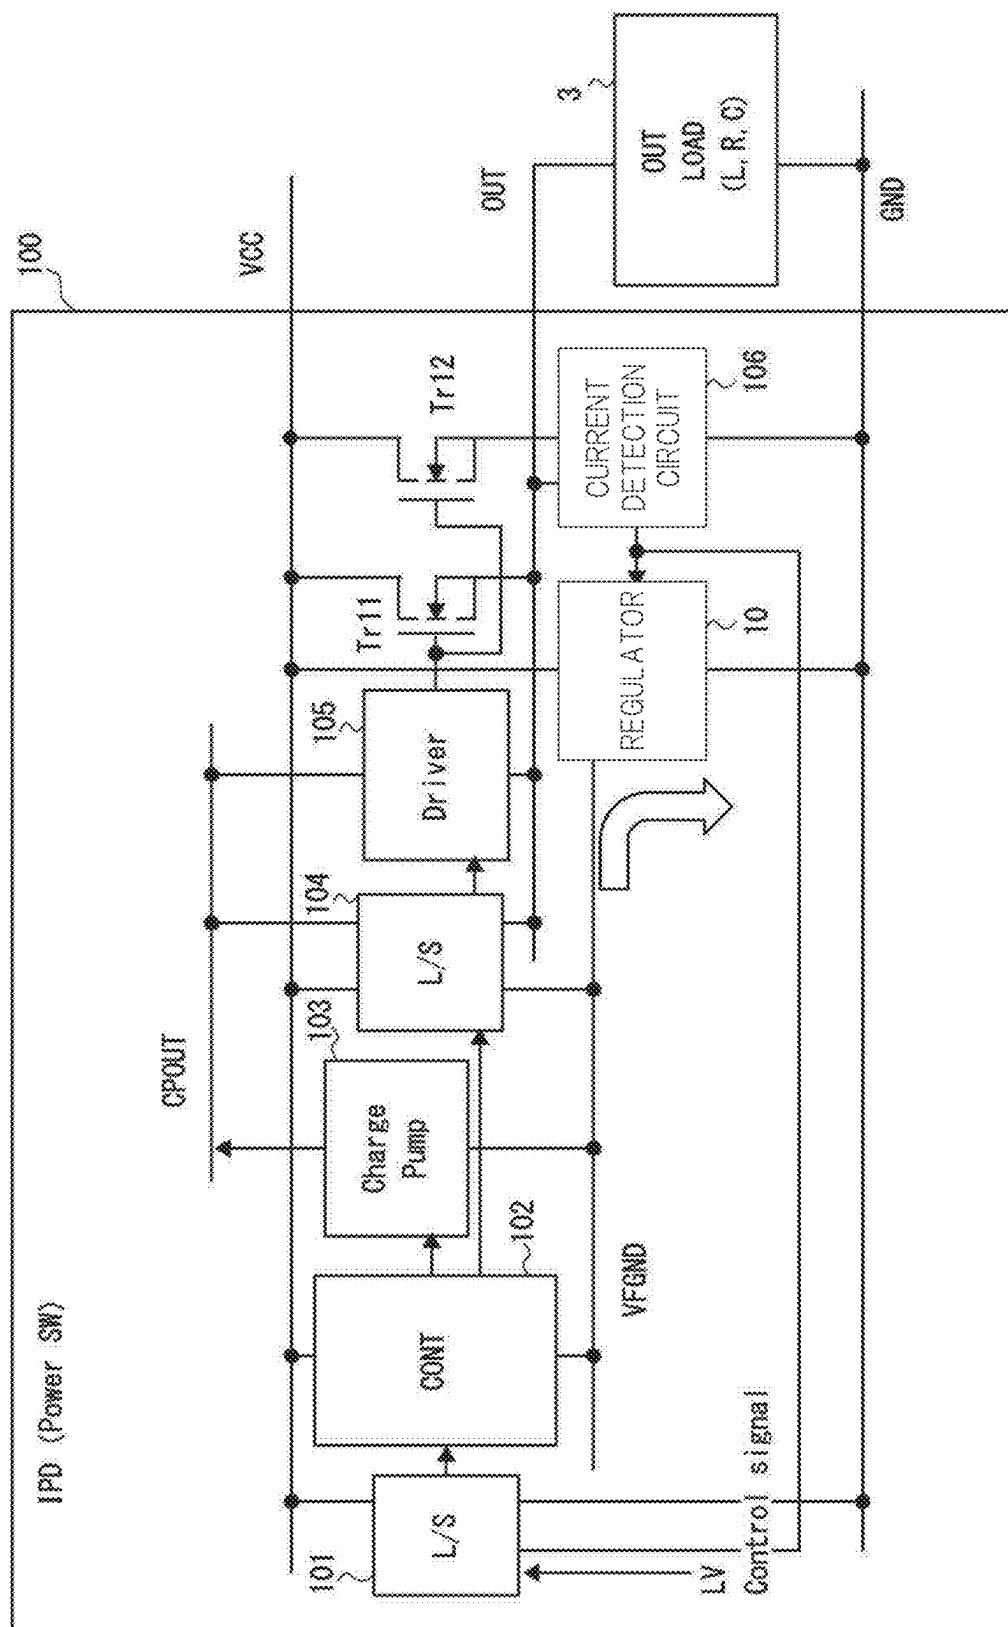 100
IPD (Power SW)
CPOUT
VCC
OUT
3
OUT
LOAD
(L, R, C)
GND
101
L/S
102
CONT
103
Charge
Pump
104
L/S
105
Driver
Tr11
Tr12
VFGND
REGULATOR
10
CURRENT
DETECTION
CIRCUIT
106
LV
Control signal